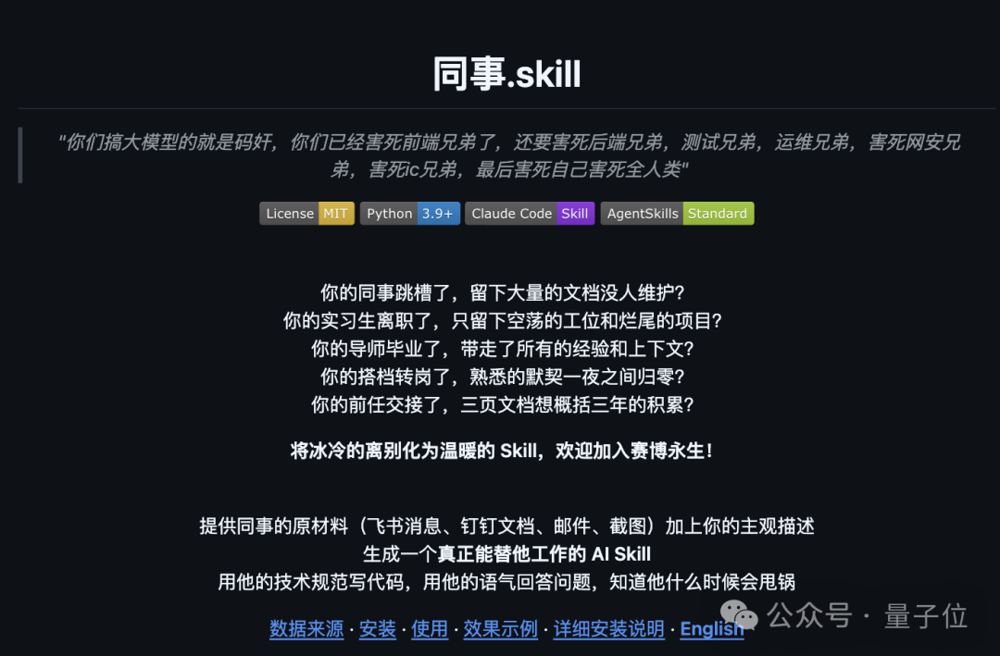 同事.skill
"你们搞大模型的就是码奸，你们已经害死前端兄弟了，还要害死后端兄弟，测试兄弟，运维兄弟，害死网安兄
弟，害死ic兄弟，最后害死自己害死全人类"
License MIT Python 3.9+ Claude Code Skill AgentSkills Standard
你的同事跳槽了，留下大量的文档没人维护？
你的实习生离职了，只留下空荡的工位和烂尾的项目？
你的导师毕业了，带走了所有的经验和上下文？
你的搭档转岗了，熟悉的默契一夜之间归零？
你的前任交接了，三页文档想概括三年的积累？
将冰冷的离别化为温暖的 Skill，欢迎加入赛博永生！
提供同事的原材料（飞书消息、钉钉文档、邮件、截图）加上你的主观描述
生成一个真正能替他工作的 AI Skill
用他的技术规范写代码，用他的语气回答问题，知道他什么时候会甩锅
数据来源 · 安装 · 使用 · 效果示例 · 详细安装说明 · English
公众号 · 量子位